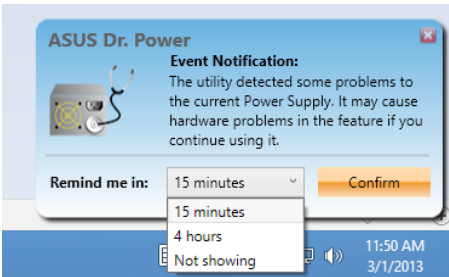 ASUS Dr. Power
Event Notification:
The utility detected some problems to
the current Power Supply. It may cause
hardware problems in the feature if you
continue using it.
Remind me in:
15 minutes
Confirm
15 minutes
4 hours
Not showing
11:50 AM
3/1/2013